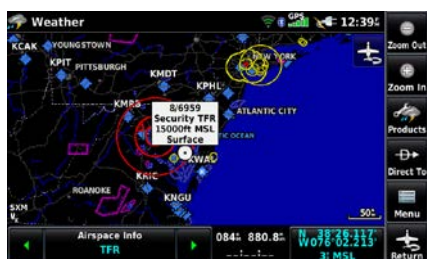 Weather
GPS
12:39
KCAK
YOUNGSTOWN
KPIT PITTSBURGH
NEW YORK
KMDT
KPHL
KMRB
ATLANTIC CITY
8/6959
Security TFR
15000ft MSL
Surface
OCEAN
KWAL
KRIC
ROANOKE
KNGU
SXM
50
Zoom Out
Zoom In
Products
Direct To
Menu
Return
Airspace Info
TFR
084° 880.8
N 38°26.117'
W076°02.213'
3' MSL